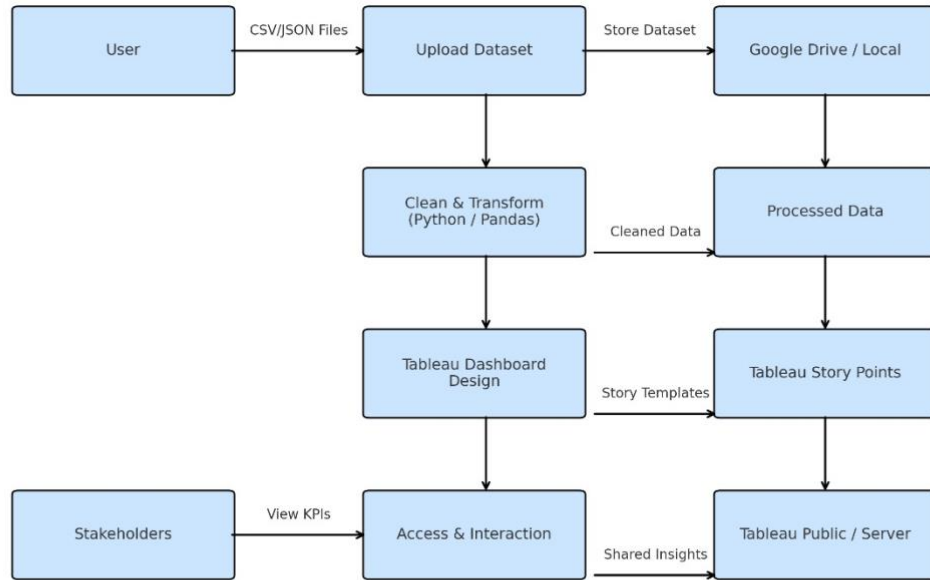 User
CSV/JSON Files
Upload Dataset
Store Dataset
Google Drive / Local
Clean & Transform
(Python / Pandas)
Cleaned Data
Processed Data
Tableau Dashboard
Design
Story Templates
Tableau Story Points
Stakeholders
View KPIs
Access & Interaction
Shared Insights
Tableau Public / Server